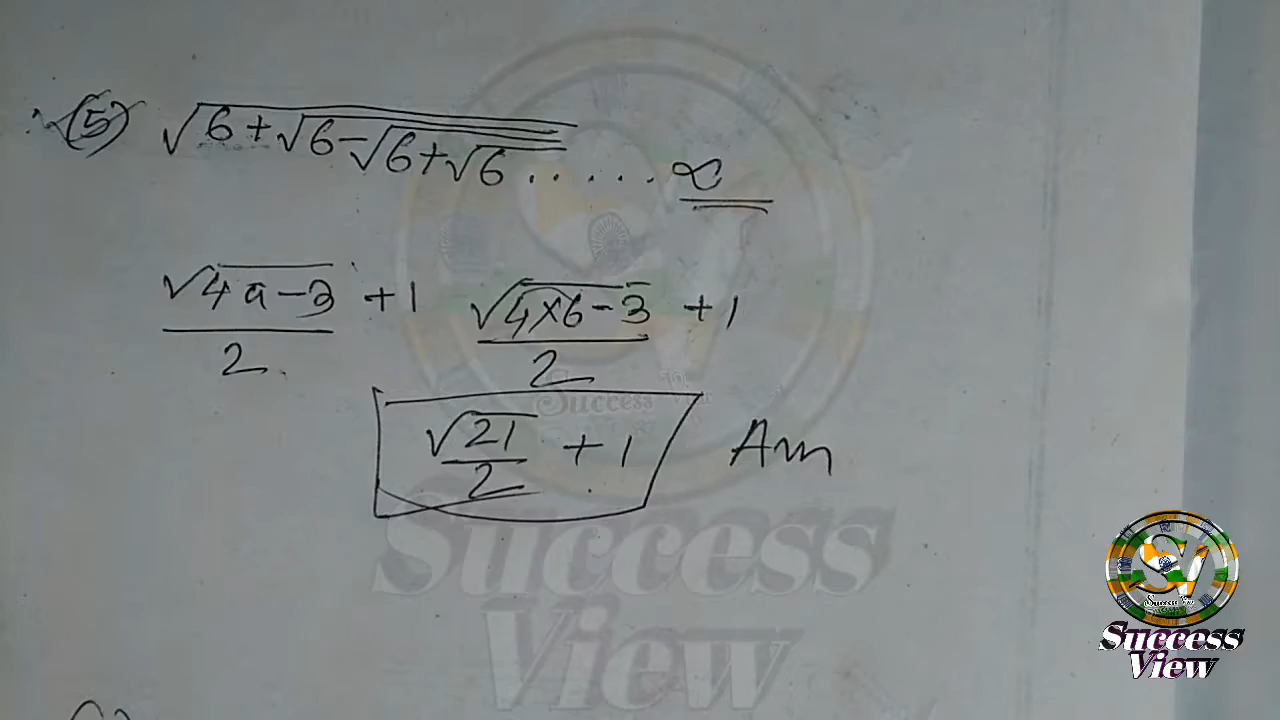 (5) √6+√6-√6+√6.....∞
√4a-3/2 +1 √4×6-3/2 +1
√21/2 +1 Ans
Success
View
Success
View